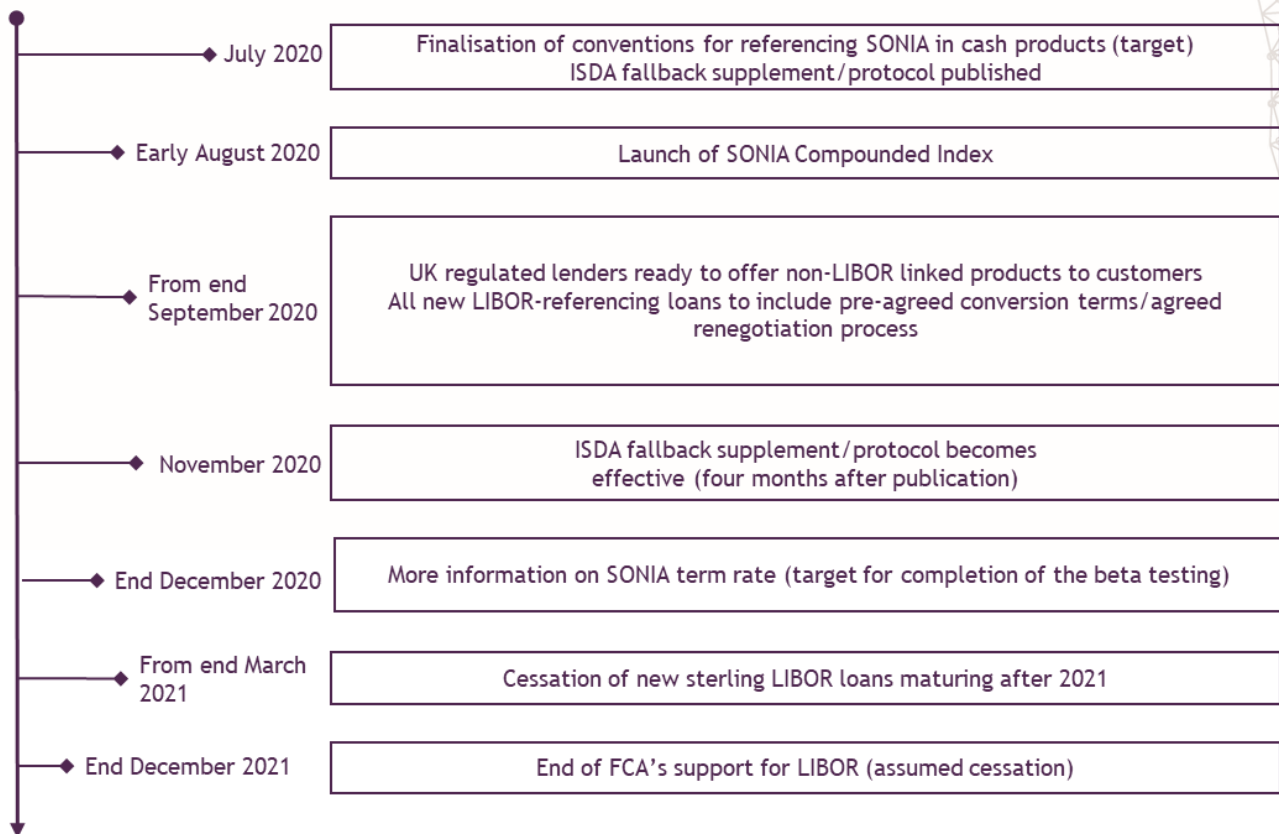 July 2020
Finalisation of conventions for referencing SONIA in cash products (target)
ISDA fallback supplement/protocol published
Early August 2020
Launch of SONIA Compounded Index
From end
September 2020
UK regulated lenders ready to offer non-LIBOR linked products to customers
All new LIBOR-referencing loans to include pre-agreed conversion terms/agreed
renegotiation process
November 2020
ISDA fallback supplement/protocol becomes
effective (four months after publication)
End December 2020
More information on SONIA term rate (target for completion of the beta testing)
From end March
2021
Cessation of new sterling LIBOR loans maturing after 2021
End December 2021
End of FCA's support for LIBOR (assumed cessation)